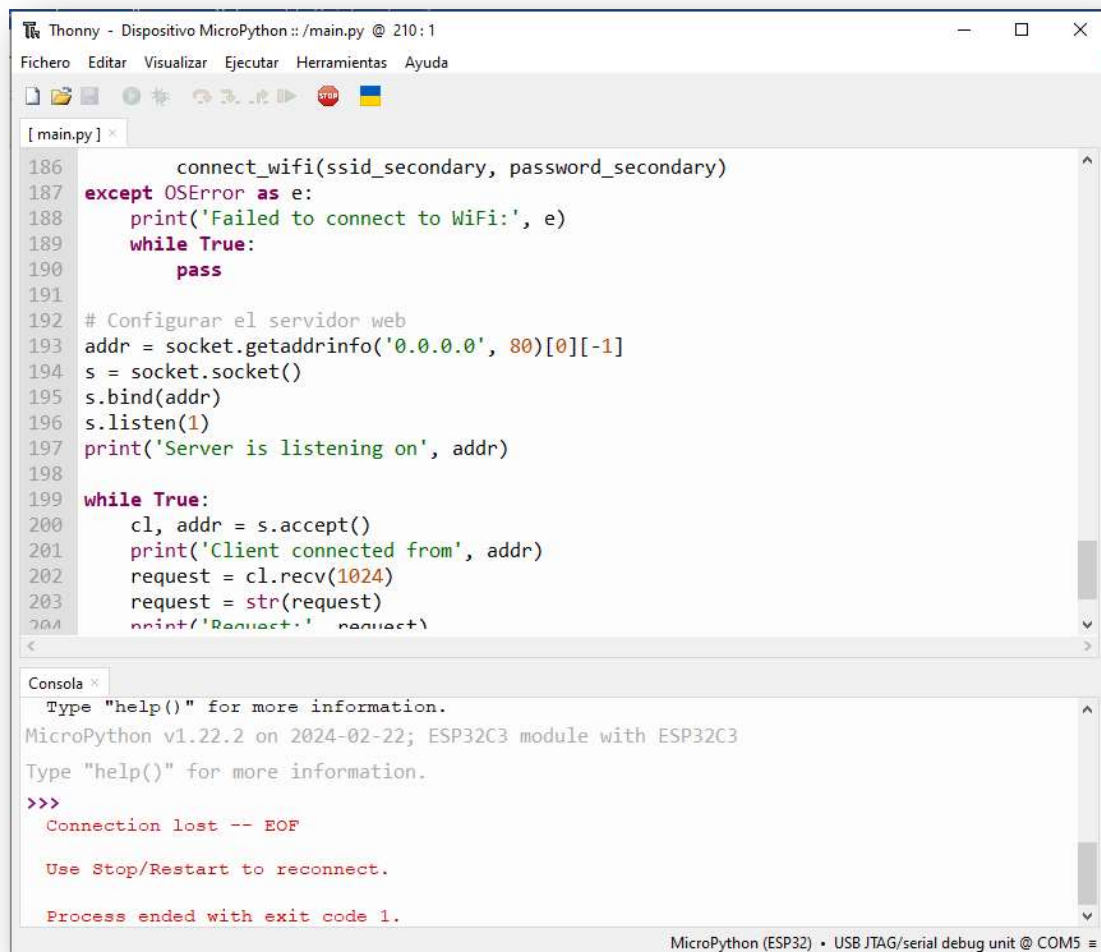 Thonny - Dispositivo MicroPython :: /main.py @ 210 : 1
Fichero Editar Visualizar Ejecutar Herramientas Ayuda
STOP
[ main.py ] ×
186         connect_wifi(ssid_secondary, password_secondary)
187 except OSError as e:
188     print('Failed to connect to WiFi:', e)
189     while True:
190         pass
191
192 # Configurar el servidor web
193 addr = socket.getaddrinfo('0.0.0.0', 80)[0][-1]
194 s = socket.socket()
195 s.bind(addr)
196 s.listen(1)
197 print('Server is listening on', addr)
198
199 while True:
200     cl, addr = s.accept()
201     print('Client connected from', addr)
202     request = cl.recv(1024)
203     request = str(request)
204     print('Request:', request)
Consola ×
Type "help()" for more information.
MicroPython v1.22.2 on 2024-02-22; ESP32C3 module with ESP32C3
Type "help()" for more information.
>>>
Connection lost -- EOF
Use Stop/Restart to reconnect.
Process ended with exit code 1.
MicroPython (ESP32) • USB JTAG/serial debug unit @ COM5 ≡